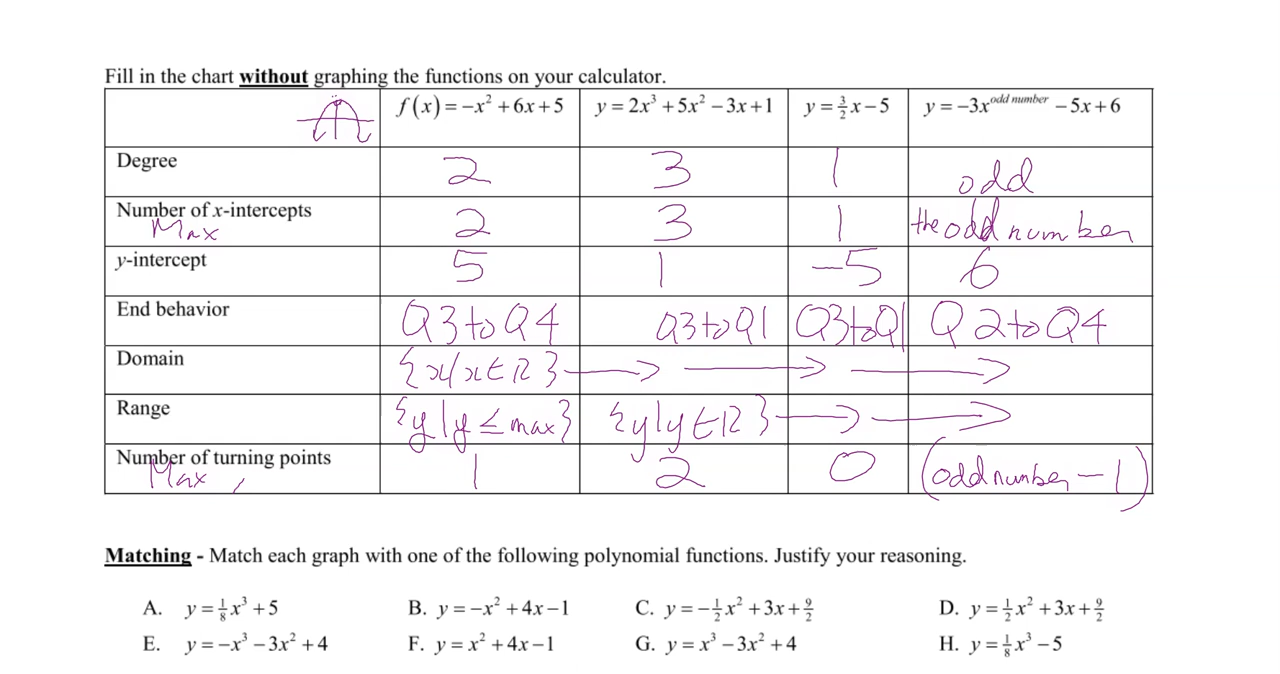 Fill in the chart without graphing the functions on your calculator.
f(x) = −x² + 6x + 5 y = 2x³ + 5x² − 3x + 1 y = 3/2 x − 5 y = −3x^odd number − 5x + 6
Degree 2 3 1 odd
Number of x-intercepts Max 2 3 1 the odd number
y-intercept 5 1 −5 6
End behavior Q3 to Q4 Q3 to Q1 Q3 to Q1 Q2 to Q4
Domain {x|x∈R} → → →
Range {y|y ≤ max} {y|y∈R} → →
Number of turning points Max 1 2 0 (odd number − 1)
Matching - Match each graph with one of the following polynomial functions. Justify your reasoning.
A. y = 1/8 x³ + 5 B. y = −x² + 4x − 1 C. y = −1/2 x² + 3x + 9/2 D. y = 1/2 x² + 3x + 9/2
E. y = −x³ − 3x² + 4 F. y = x² + 4x − 1 G. y = x³ − 3x² + 4 H. y = 1/8 x³ − 5